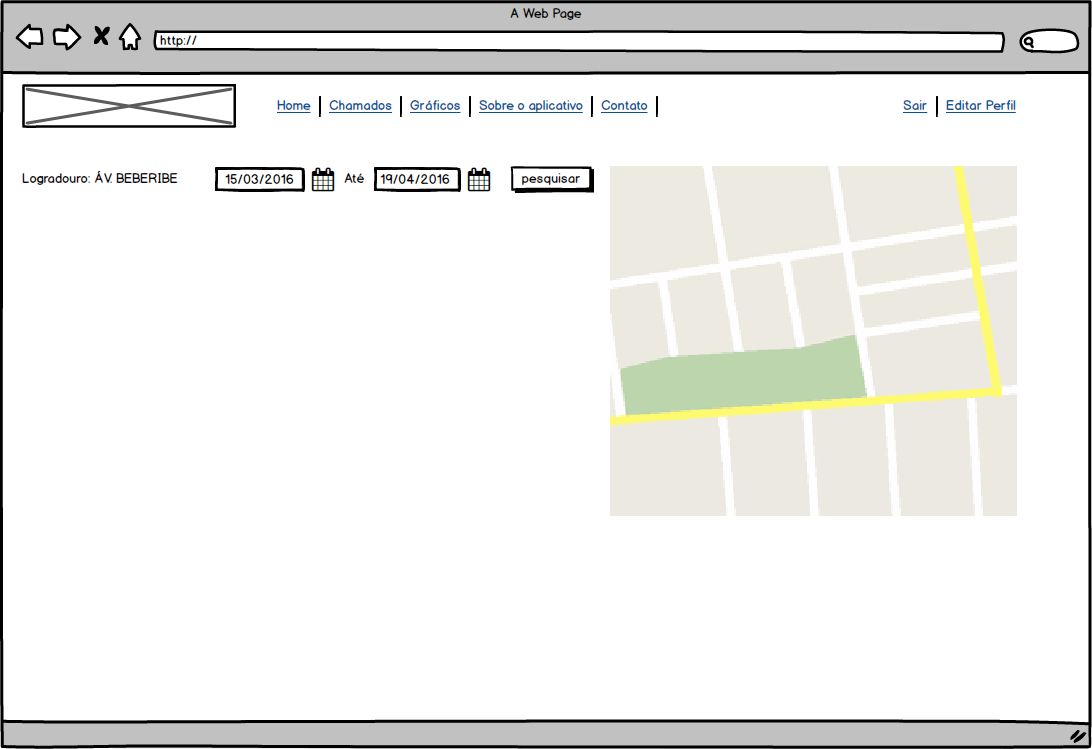 A Web Page
http://
Home Chamados Gráficos Sobre o aplicativo Contato Sair Editar Perfil
Logradouro: ÁV. BEBERIBE 15/03/2016 Até 19/04/2016 pesquisar